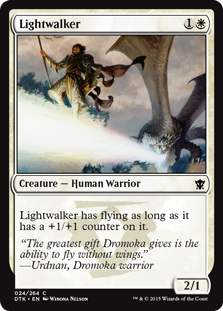 Lightwalker 1
Creature — Human Warrior
Lightwalker has flying as long as it
has a +1/+1 counter on it.
"The greatest gift Dromoka gives is the
ability to fly without wings."
—Urdnan, Dromoka warrior
2/1
024/264 C
DTK • EN Winona Nelson
™ & © 2015 Wizards of the Coast